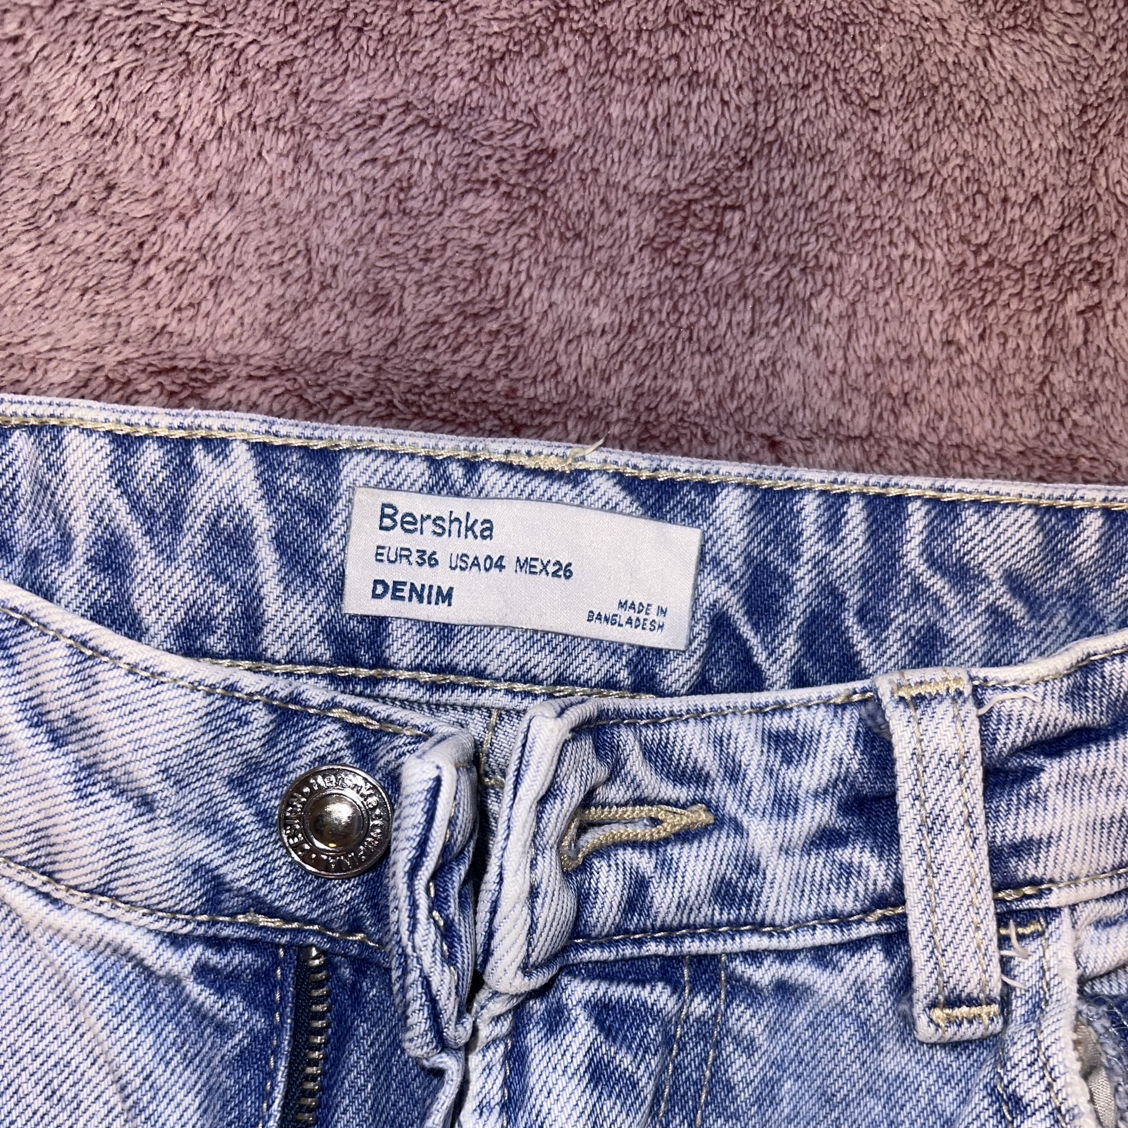 Bershka
EUR36 USA04 MEX26
DENIM
MADE IN
BANGLADESH